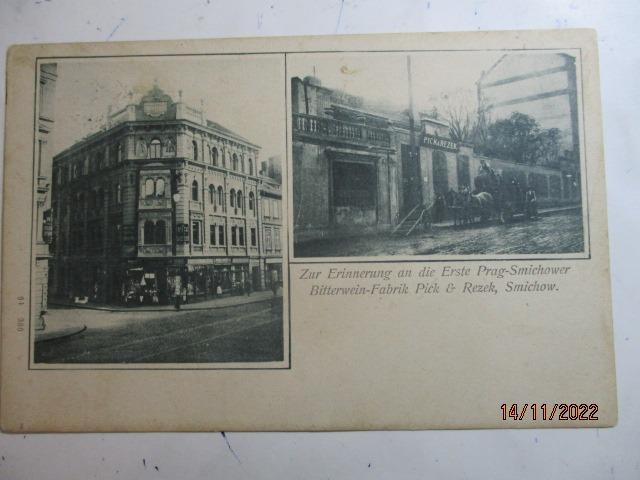 PICK & REZEK
Zur Erinnerung an die Erste Prag-Smichower
Bitterwein-Fabrik Pick & Rezek, Smichow.
14/11/2022